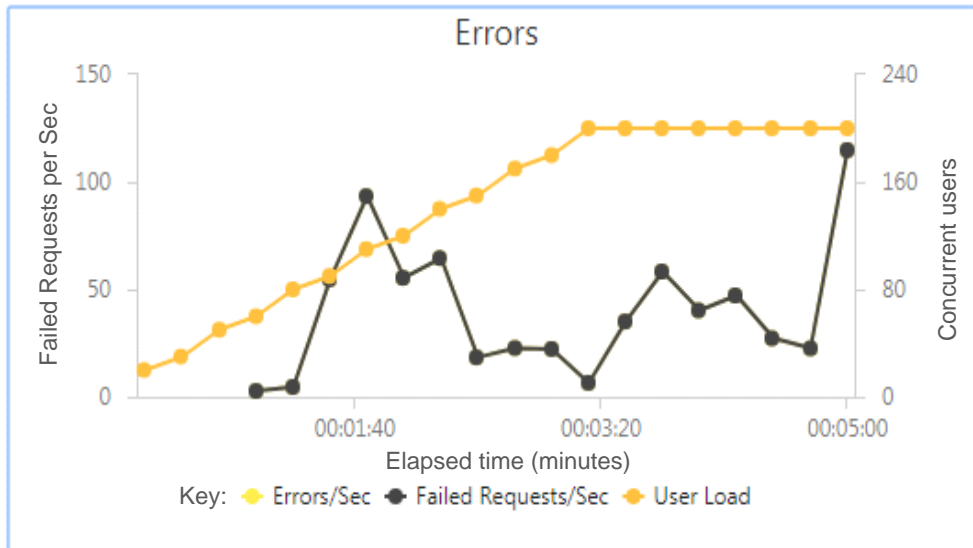 Errors
150
100
50
0
Failed Requests per Sec
240
160
80
0
Concurrent users
00:01:40 00:03:20 00:05:00
Elapsed time (minutes)
Key: Errors/Sec Failed Requests/Sec User Load